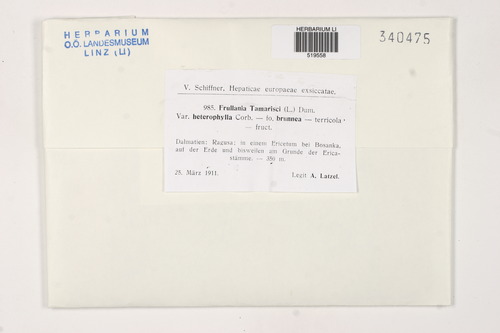 HERBARIUM
O.Ö. LANDESMUSEUM
LINZ (LI)
HERBARIUM LI
519558
340475
V. Schiffner, Hepaticae europaeae exsiccatae.
985. Frullania Tamarisci (L.) Dum.
Var. heterophylla Corb. — fo. brunnea — terricola -
— fruct.
Dalmatien: Ragusa: in einem Ericetum bei Bosanka,
auf der Erde und bisweilen am Grunde der Erica-
stämme. — 350 m.
25. März 1911.
Legit A. Latzel.